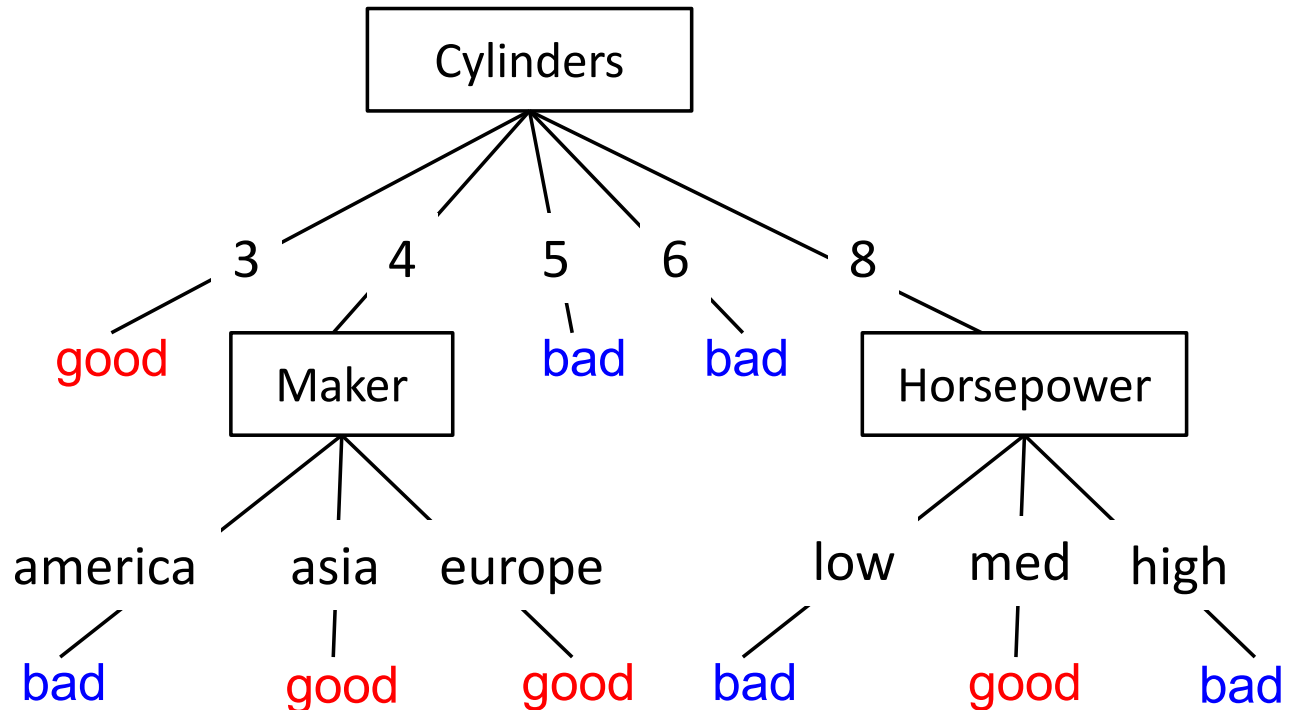 Cylinders
3 4 5 6 8
good Maker bad bad Horsepower
america asia europe low med high
bad good good bad good bad